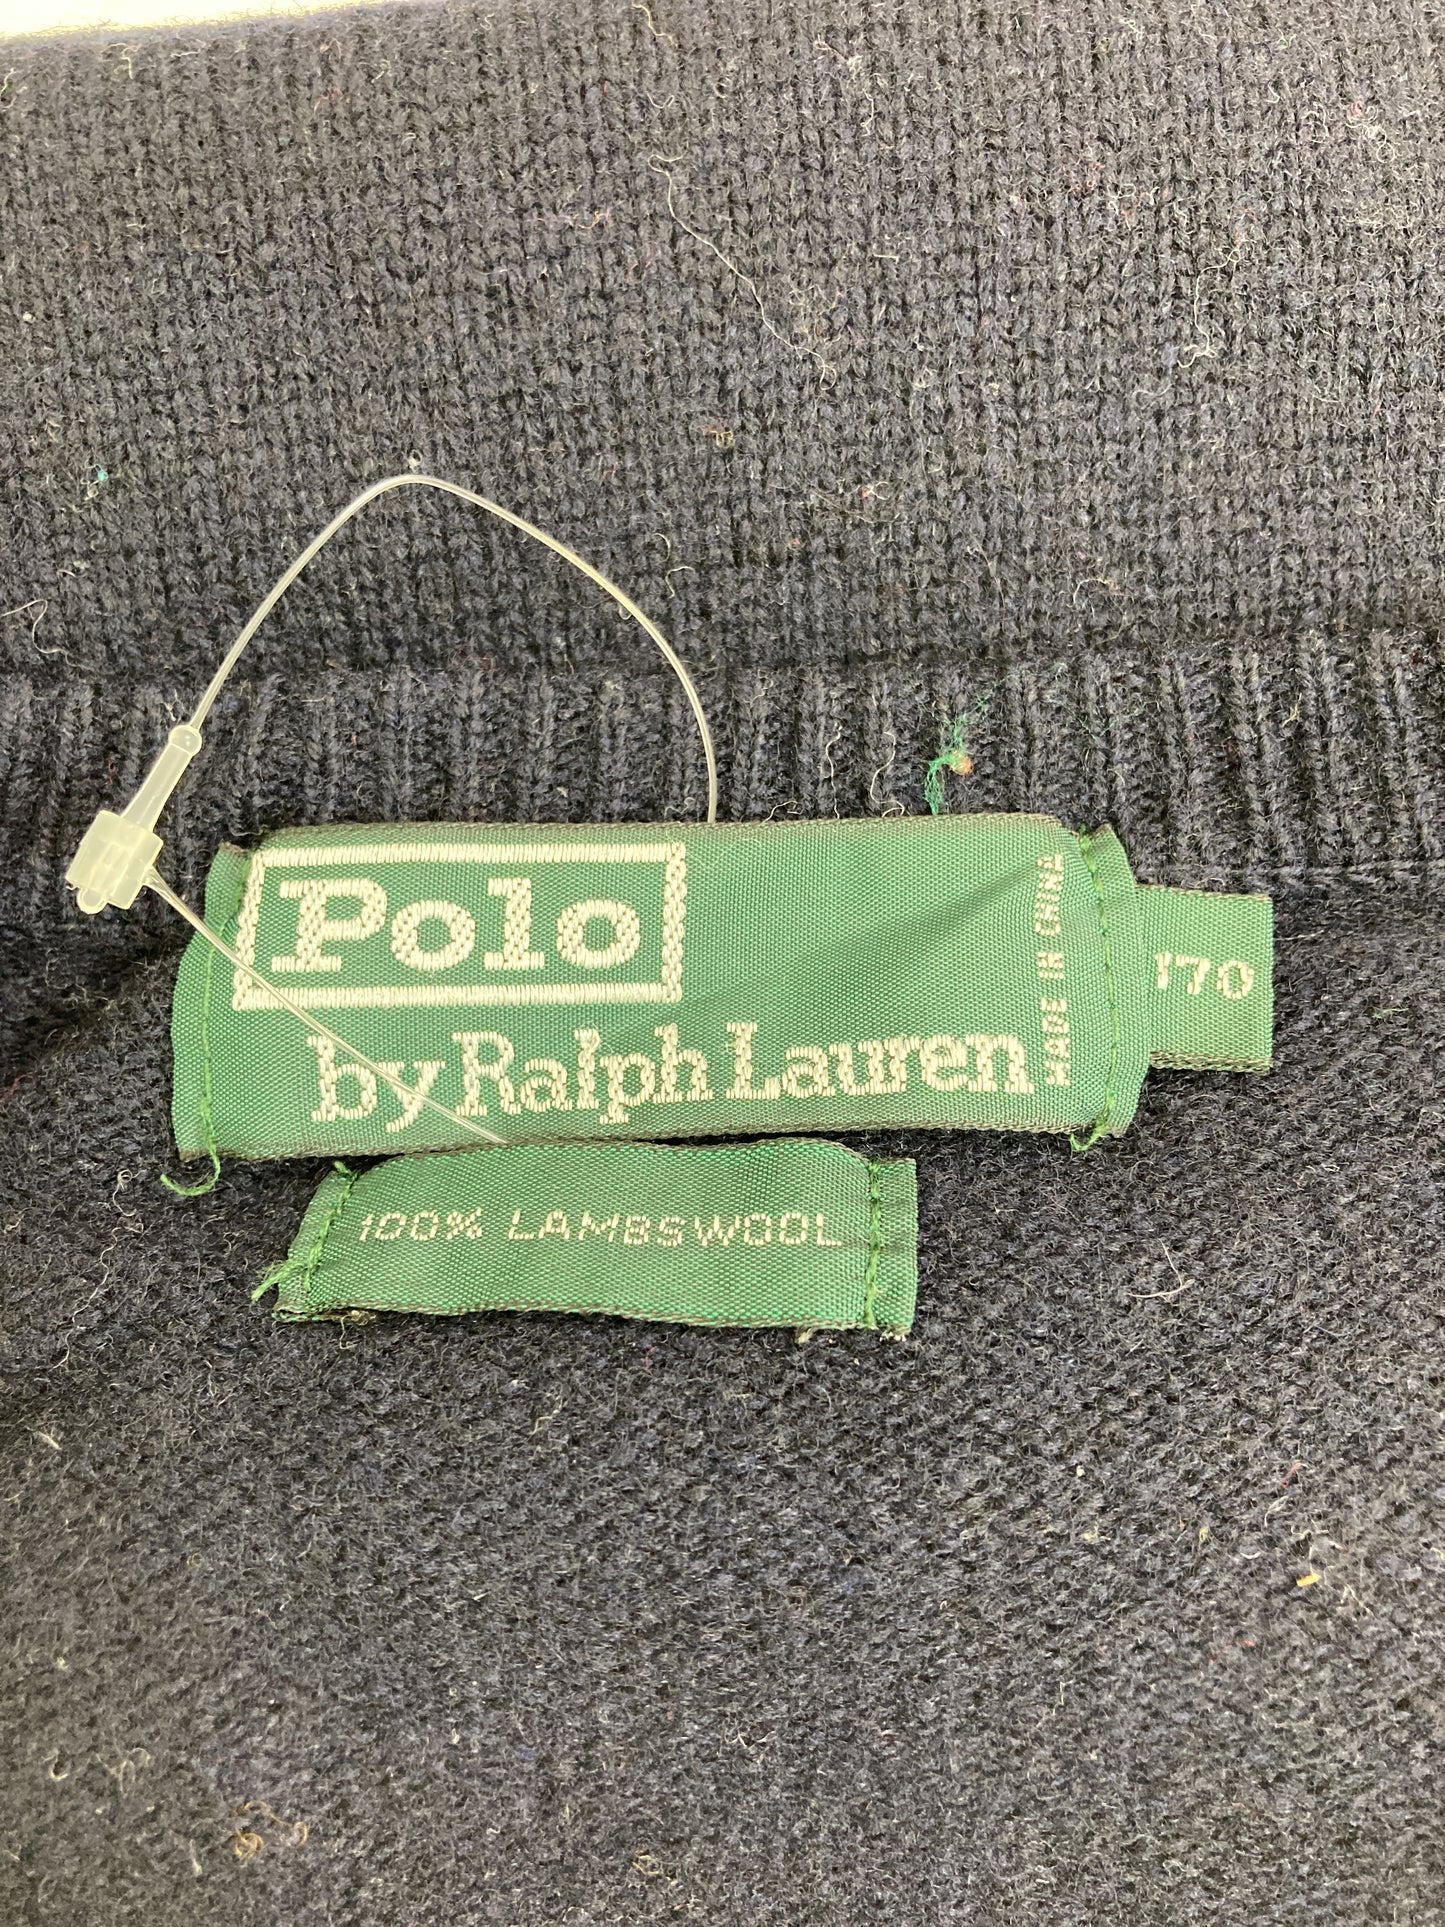 Polo
by Ralph Lauren
MADE IN CHINA
170
100% LAMBSWOOL